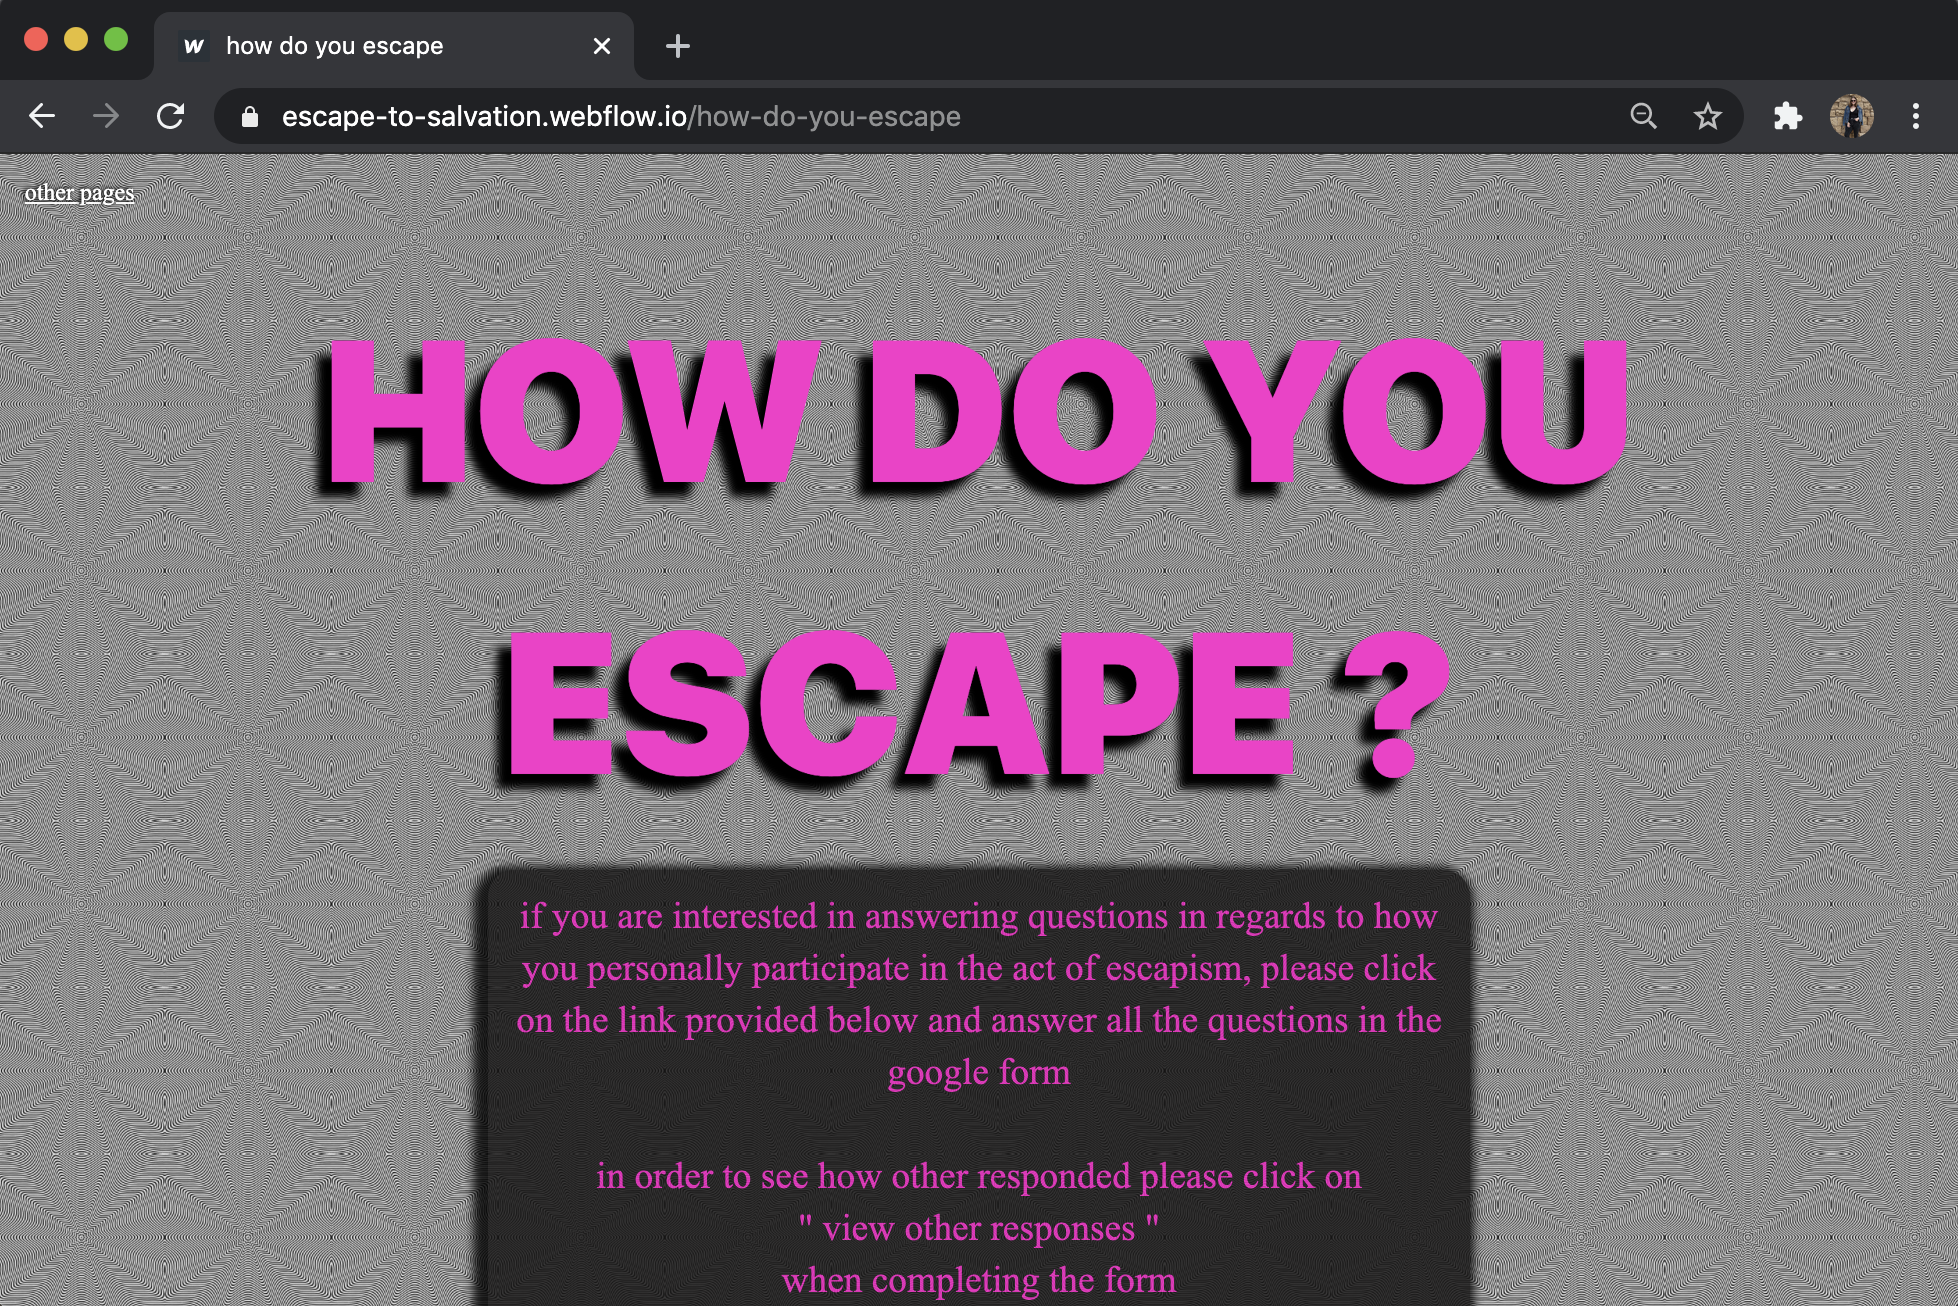 how do you escape
escape-to-salvation.webflow.io/how-do-you-escape
other pages
HOW DO YOU
ESCAPE ?
if you are interested in answering questions in regards to how
you personally participate in the act of escapism, please click
on the link provided below and answer all the questions in the
google form
in order to see how other responded please click on
" view other responses "
when completing the form